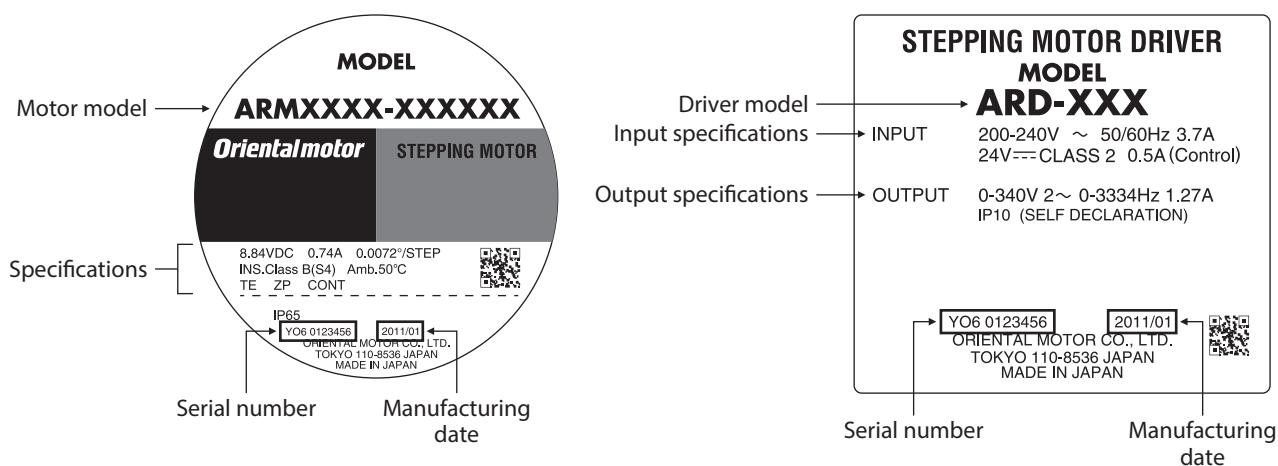 MODEL
Motor model
ARMXXXX-XXXXXX
Orientalmotor
STEPPING MOTOR
Specifications
8.84VDC 0.74A 0.0072°/STEP
INS.Class B(S4) Amb.50°C
TE ZP CONT
IP65
YO6 0123456 2011/01
ORIENTAL MOTOR CO., LTD.
TOKYO 110-8536 JAPAN
MADE IN JAPAN
Serial number
Manufacturing
date
STEPPING MOTOR DRIVER
MODEL
Driver model
ARD-XXX
Input specifications
INPUT 200-240V ~ 50/60Hz 3.7A
24V⎓CLASS 2 0.5A (Control)
Output specifications
OUTPUT 0-340V 2~ 0-3334Hz 1.27A
IP10 (SELF DECLARATION)
YO6 0123456 2011/01
ORIENTAL MOTOR CO., LTD.
TOKYO 110-8536 JAPAN
MADE IN JAPAN
Serial number
Manufacturing
date